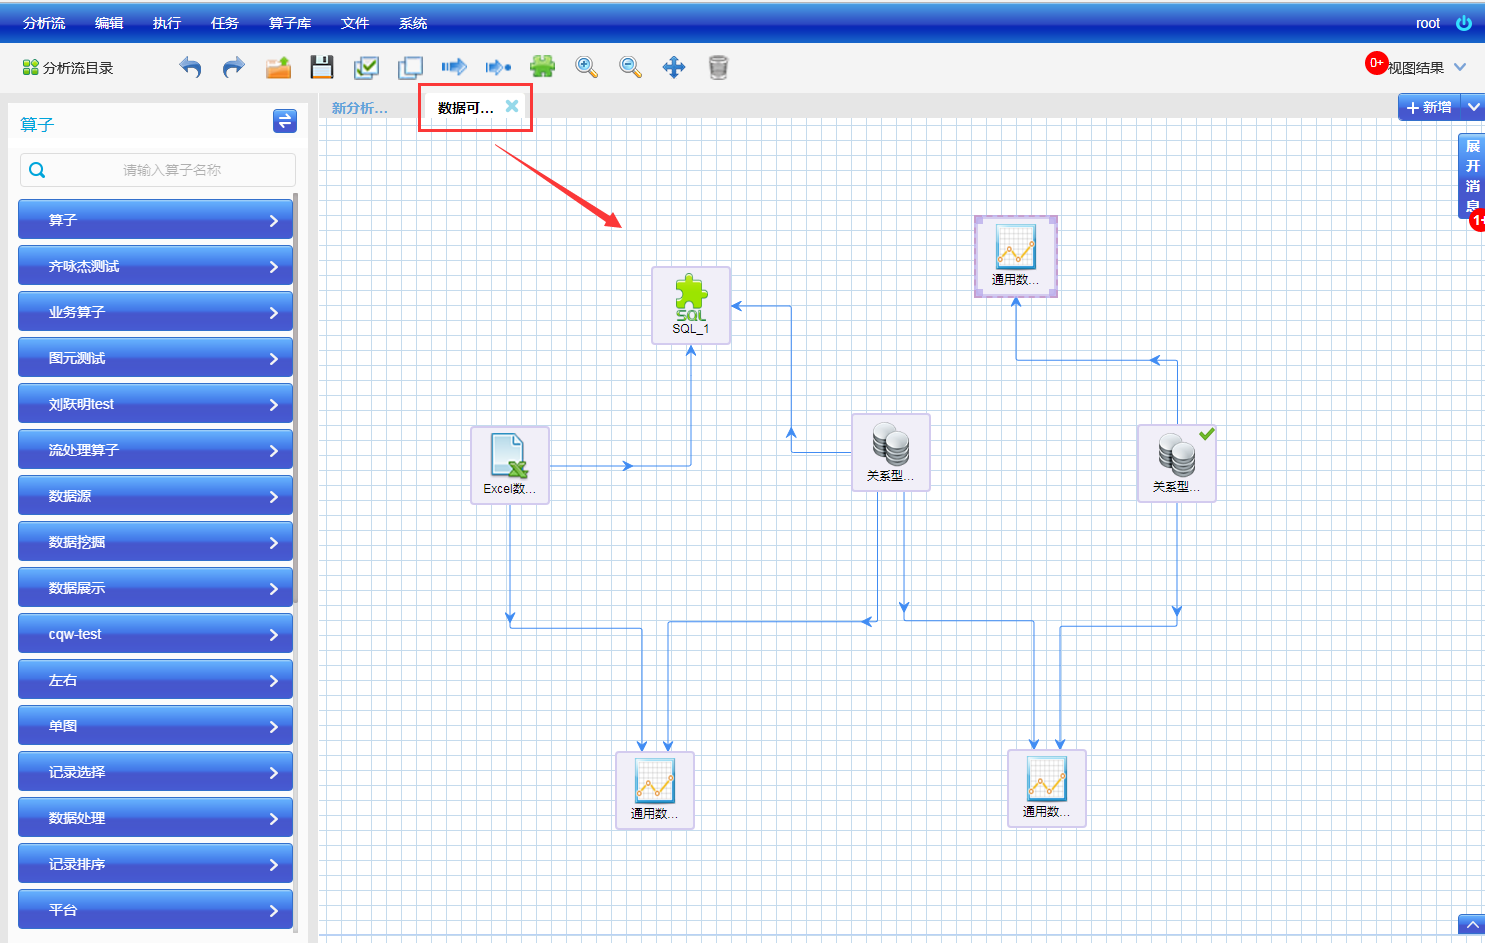 分析流 编辑 执行 任务 算子库 文件 系统 root
分析流目录
0+ 视图结果
新分析...
数据可...
新增
算子
请输入算子名称
算子
齐咏杰测试
业务算子
图元测试
刘跃明test
流处理算子
数据源
数据挖掘
数据展示
cqw-test
左右
单图
记录选择
数据处理
记录排序
平台
展开消息
1+
通用数...
SQL
SQL_1
Excel数...
关系型...
关系型...
通用数...
通用数...